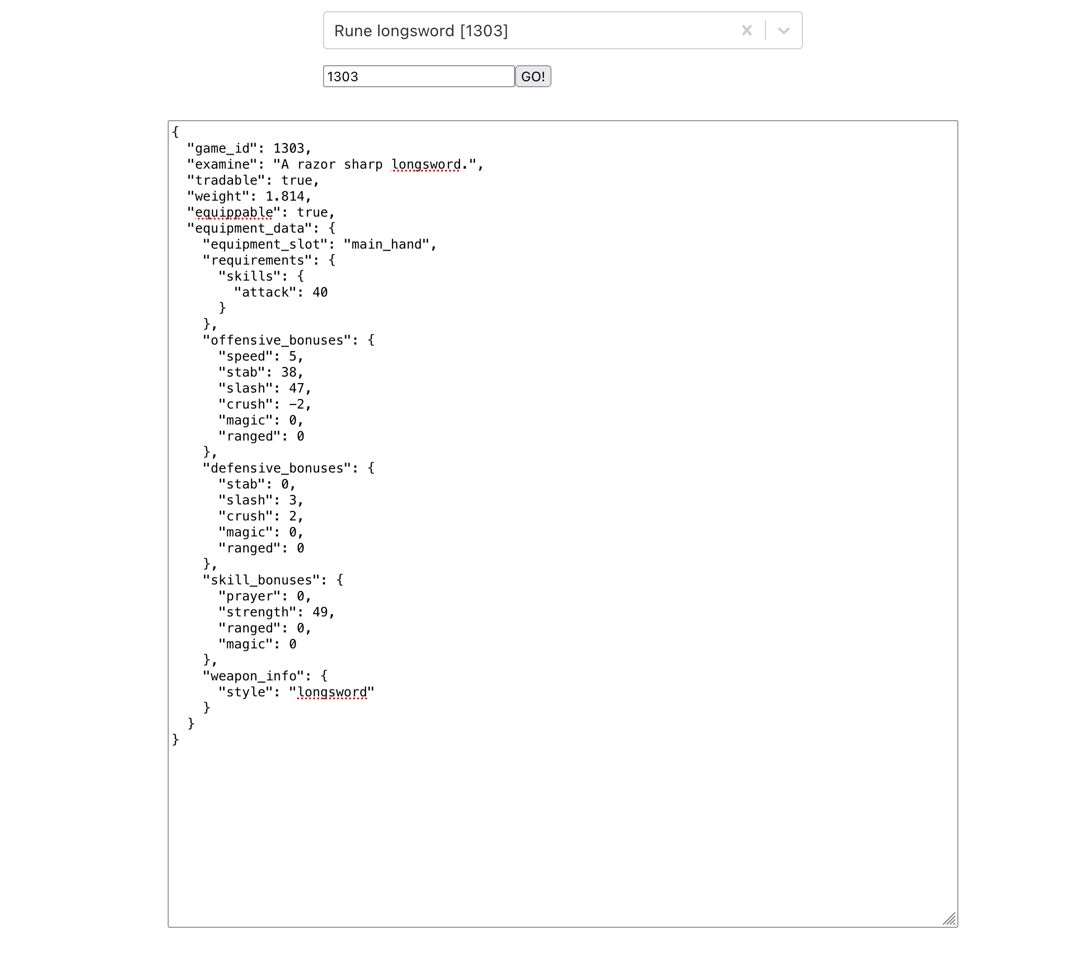 Rune longsword [1303]
1303 GO!
{
  "game_id": 1303,
  "examine": "A razor sharp longsword.",
  "tradable": true,
  "weight": 1.814,
  "equippable": true,
  "equipment_data": {
    "equipment_slot": "main_hand",
    "requirements": {
      "skills": {
        "attack": 40
      }
    },
    "offensive_bonuses": {
      "speed": 5,
      "stab": 38,
      "slash": 47,
      "crush": −2,
      "magic": 0,
      "ranged": 0
    },
    "defensive_bonuses": {
      "stab": 0,
      "slash": 3,
      "crush": 2,
      "magic": 0,
      "ranged": 0
    },
    "skill_bonuses": {
      "prayer": 0,
      "strength": 49,
      "ranged": 0,
      "magic": 0
    },
    "weapon_info": {
      "style": "longsword"
    }
  }
}